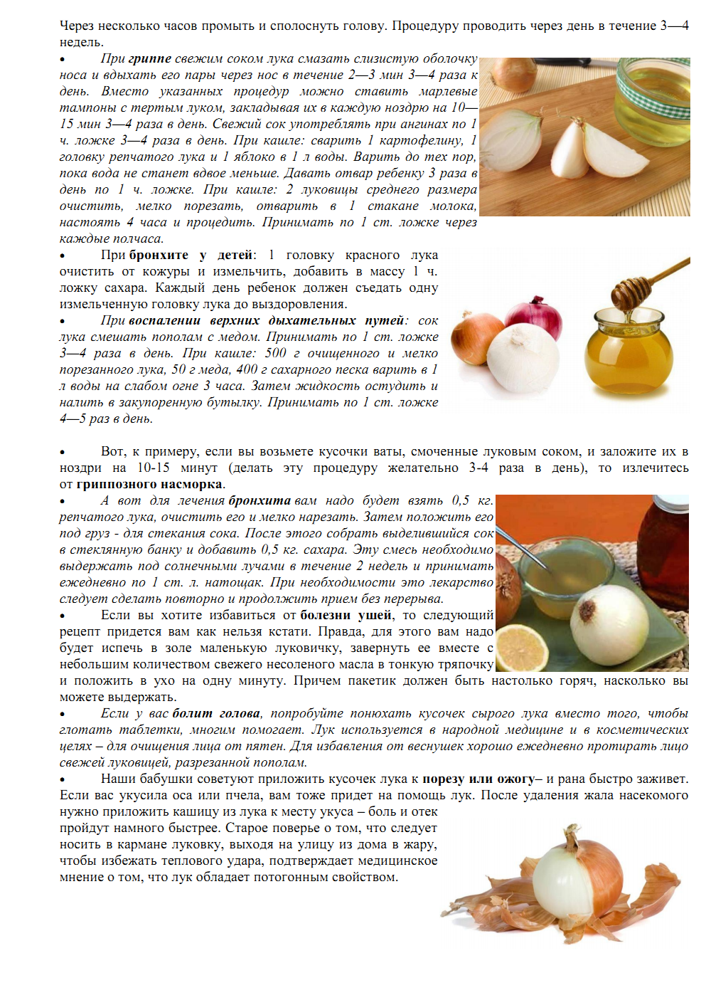 Через несколько часов промыть и сполоснуть голову. Процедуру проводить через день в течение 3—4
недель.
• При гриппе свежим соком лука смазать слизистую оболочку
носа и вдыхать его пары через нос в течение 2—3 мин 3—4 раза к
день. Вместо указанных процедур можно ставить марлевые
тампоны с тертым луком, закладывая их в каждую ноздрю на 10—
15 мин 3—4 раза в день. Свежий сок употреблять при ангинах по 1
ч. ложке 3—4 раза в день. При кашле: сварить 1 картофелину, 1
головку репчатого лука и 1 яблоко в 1 л воды. Варить до тех пор,
пока вода не станет вдвое меньше. Давать отвар ребенку 3 раза в
день по 1 ч. ложке. При кашле: 2 луковицы среднего размера
очистить, мелко порезать, отварить в 1 стакане молока,
настоять 4 часа и процедить. Принимать по 1 ст. ложке через
каждые полчаса.
• При бронхите у детей: l головку красного лука
очистить от кожуры и измельчить, добавить в массу l ч.
ложку сахара. Каждый день ребенок должен съедать одну
измельченную головку лука до выздоровления.
• При воспалении верхних дыхательных путей: сок
лука смешать пополам с медом. Принимать по 1 ст. ложке
3—4 раза в день. При кашле: 500 г очищенного и мелко
порезанного лука, 50 г меда, 400 г сахарного песка варить в 1
л воды на слабом огне 3 часа. Затем жидкость остудить и
налить в закупоренную бутылку. Принимать по 1 ст. ложке
4—5 раз в день.
• Вот, к примеру, если вы возьмете кусочки ваты, смоченные луковым соком, и заложите их в
ноздри на 10-15 минут (делать эту процедуру желательно 3-4 раза в день), то излечитесь
от гриппозного насморка.
• А вот для лечения бронхита вам надо будет взять 0,5 кг.
репчатого лука, очистить его и мелко нарезать. Затем положить его
под груз - для стекания сока. После этого собрать выделившийся сок
в стеклянную банку и добавить 0,5 кг. сахара. Эту смесь необходимо
выдержать под солнечными лучами в течение 2 недель и принимать
ежедневно по 1 ст. л. натощак. При необходимости это лекарство
следует сделать повторно и продолжить прием без перерыва.
• Если вы хотите избавиться от болезни ушей, то следующий
рецепт придется вам как нельзя кстати. Правда, для этого вам надо
будет испечь в золе маленькую луковичку, завернуть ее вместе с
небольшим количеством свежего несоленого масла в тонкую тряпочку
и положить в ухо на одну минуту. Причем пакетик должен быть настолько горяч, насколько вы
можете выдержать.
• Если у вас болит голова, попробуйте понюхать кусочек сырого лука вместо того, чтобы
глотать таблетки, многим помогает. Лук используется в народной медицине и в косметических
целях – для очищения лица от пятен. Для избавления от веснушек хорошо ежедневно протирать лицо
свежей луковицей, разрезанной пополам.
• Наши бабушки советуют приложить кусочек лука к порезу или ожогу– и рана быстро заживет.
Если вас укусила оса или пчела, вам тоже придет на помощь лук. После удаления жала насекомого
нужно приложить кашицу из лука к месту укуса – боль и отек
пройдут намного быстрее. Старое поверье о том, что следует
носить в кармане луковку, выходя на улицу из дома в жару,
чтобы избежать теплового удара, подтверждает медицинское
мнение о том, что лук обладает потогонным свойством.